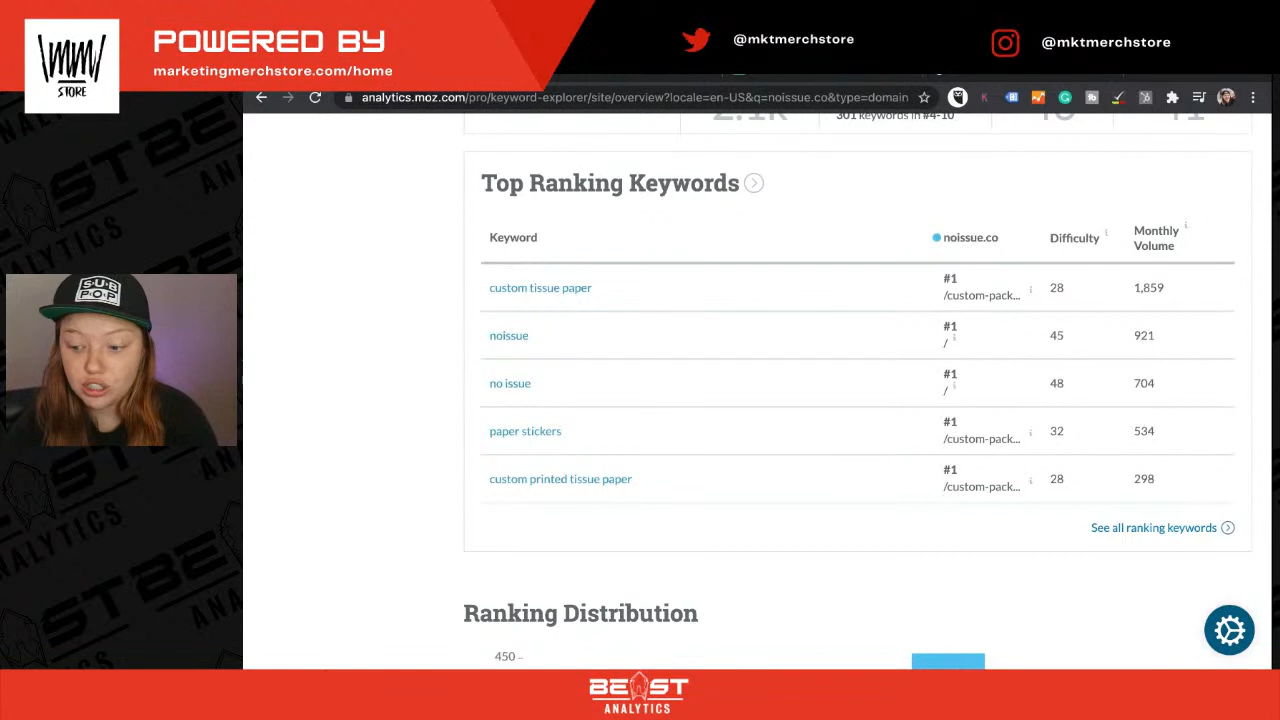 POWERED BY
marketingmerchstore.com/home
@mktmerchstore
@mktmerchstore
STORE
analytics.moz.com/pro/keyword-explorer/site/overview?locale=en-US&q=noissue.co&type=domain
301 keywords in #4-10
Top Ranking Keywords
Keyword
noissue.co
Difficulty
Monthly
Volume
custom tissue paper
#1
/custom-pack...
28
1,859
noissue
#1
/
45
921
no issue
#1
/
48
704
paper stickers
#1
/custom-pack...
32
534
custom printed tissue paper
#1
/custom-pack...
28
298
See all ranking keywords
Ranking Distribution
450
SUB
POP
BEAST
ANALYTICS